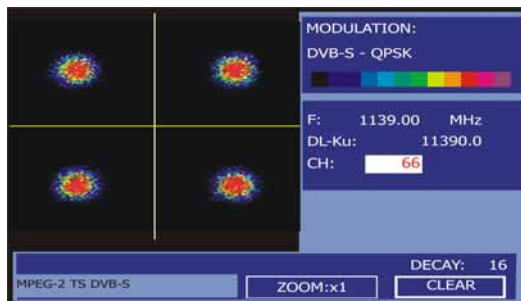 MODULATION:
DVB-S - QPSK
F: 1139.00 MHz
DL-Ku: 11390.0
CH: 66
DECAY: 16
MPEG-2 TS DVB-S
ZOOM:x1
CLEAR